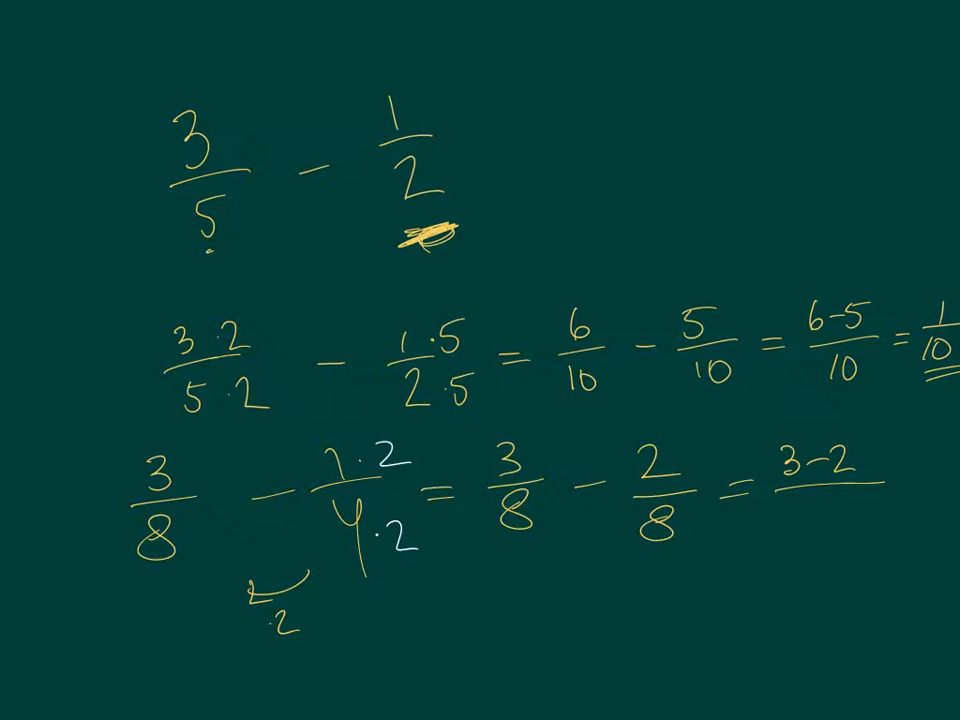 3/5 - 1/2
3·2/5·2 - 1·5/2·5 = 6/10 - 5/10 = 6-5/10 = 1/10
3/8 - 1·2/4·2 = 3/8 - 2/8 = 3-2/
·2